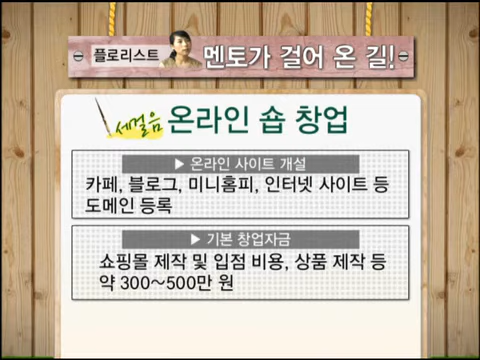 플로리스트 멘토가 걸어 온 길!
세걸음 온라인 숍 창업
▶ 온라인 사이트 개설
카페, 블로그, 미니홈피, 인터넷 사이트 등
도메인 등록
▶ 기본 창업자금
쇼핑몰 제작 및 입점 비용, 상품 제작 등
약 300~500만 원